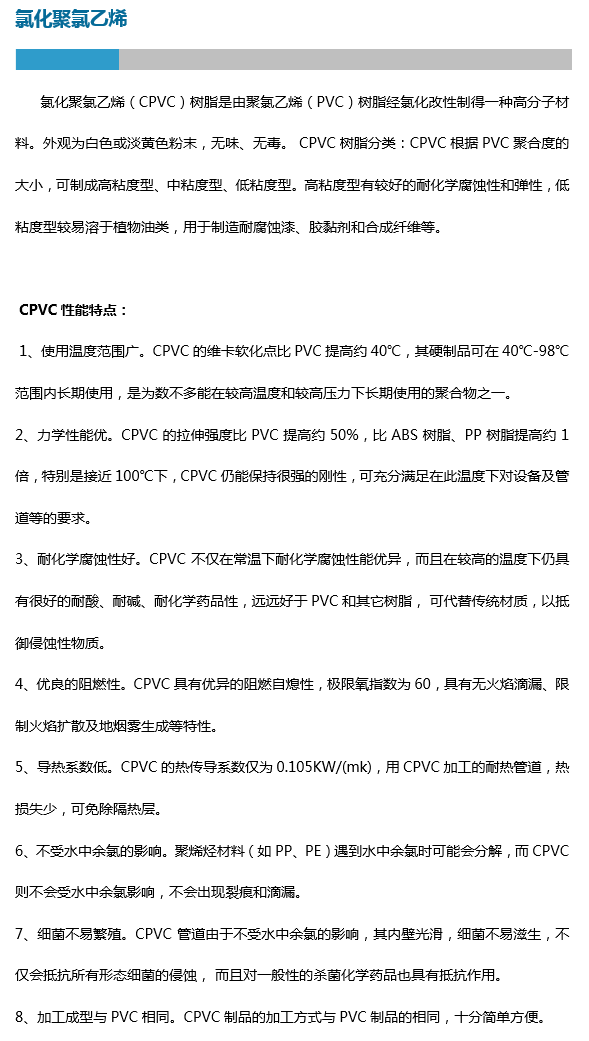 氯化聚氯乙烯
氯化聚氯乙烯（CPVC）树脂是由聚氯乙烯（PVC）树脂经氯化改性制得一种高分子材
料。外观为白色或淡黄色粉末，无味、无毒。 CPVC 树脂分类：CPVC 根据 PVC 聚合度的
大小，可制成高粘度型、中粘度型、低粘度型。高粘度型有较好的耐化学腐蚀性和弹性，低
粘度型较易溶于植物油类，用于制造耐腐蚀漆、胶黏剂和合成纤维等。
CPVC 性能特点：
1、使用温度范围广。CPVC 的维卡软化点比 PVC 提高约 40℃，其硬制品可在 40℃-98℃
范围内长期使用，是为数不多能在较高温度和较高压力下长期使用的聚合物之一。
2、力学性能优。CPVC 的拉伸强度比 PVC 提高约 50%，比 ABS 树脂、PP 树脂提高约 1
倍，特别是接近 100℃下，CPVC 仍能保持很强的刚性，可充分满足在此温度下对设备及管
道等的要求。
3、耐化学腐蚀性好。CPVC 不仅在常温下耐化学腐蚀性能优异，而且在较高的温度下仍具
有很好的耐酸、耐碱、耐化学药品性，远远好于 PVC 和其它树脂， 可代替传统材质，以抵
御侵蚀性物质。
4、优良的阻燃性。CPVC 具有优异的阻燃自熄性，极限氧指数为 60，具有无火焰滴漏、限
制火焰扩散及地烟雾生成等特性。
5、导热系数低。CPVC 的热传导系数仅为 0.105KW/(mk)，用 CPVC 加工的耐热管道，热
损失少，可免除隔热层。
6、不受水中余氯的影响。聚烯烃材料（如 PP、PE）遇到水中余氯时可能会分解，而 CPVC
则不会受水中余氯影响，不会出现裂痕和滴漏。
7、细菌不易繁殖。CPVC 管道由于不受水中余氯的影响，其内壁光滑，细菌不易滋生，不
仅会抵抗所有形态细菌的侵蚀， 而且对一般性的杀菌化学药品也具有抵抗作用。
8、加工成型与 PVC 相同。CPVC 制品的加工方式与 PVC 制品的相同，十分简单方便。